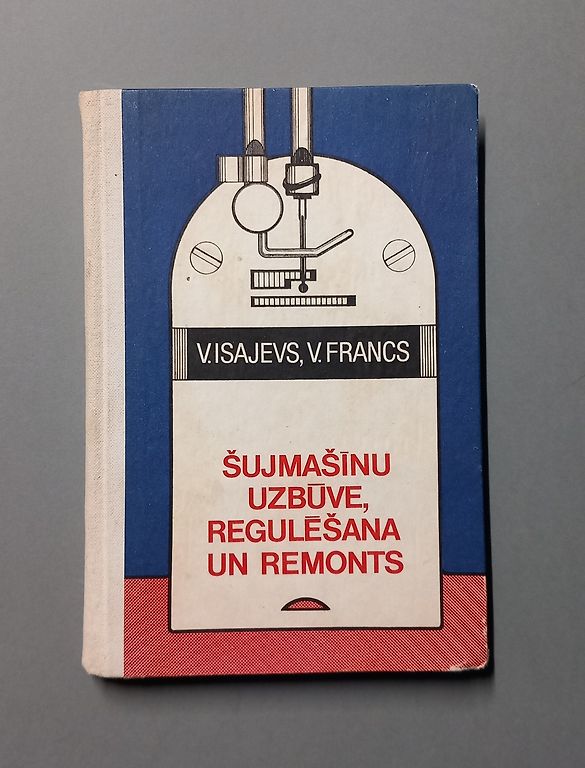 V.ISAJEVS, V.FRANCS
ŠUJMAŠĪNU
UZBŪVE,
REGULĒŠANA
UN REMONTS